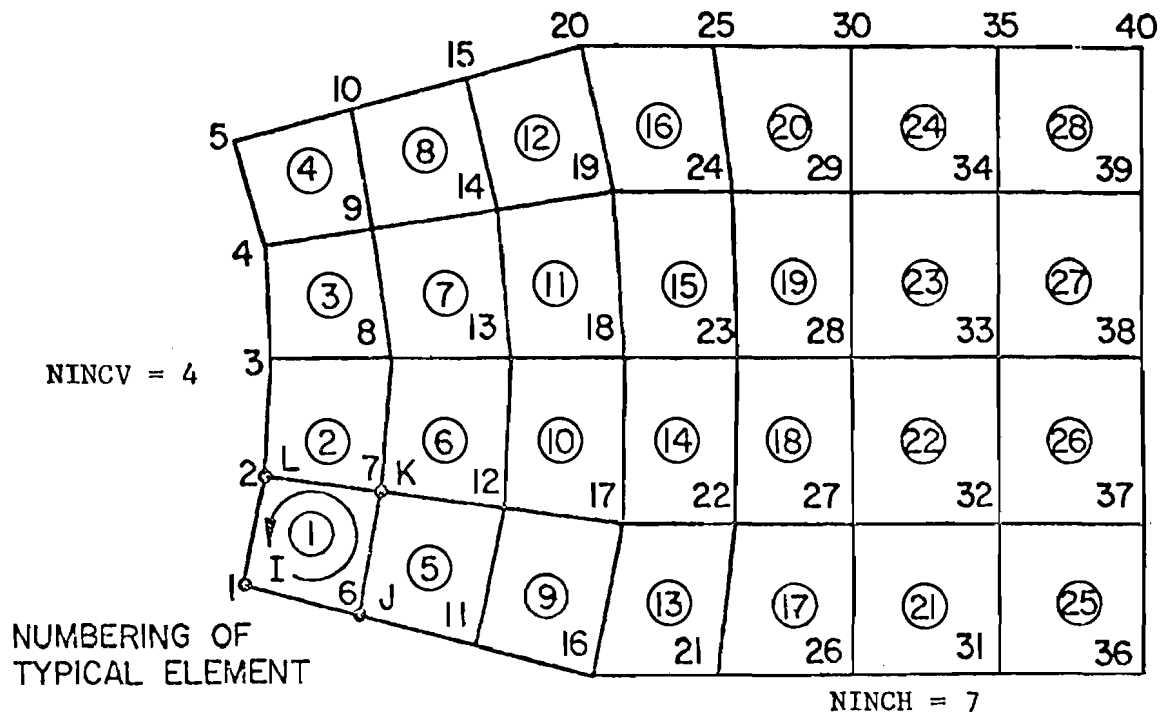 20 25 30 35 40
15
10
5
16 20 24 28
12
8
4
19 24 29 34 39
14
9
4
3 7 11 15 19 23 27
8 13 18 23 28 33 38
3
NINCV = 4
2 6 10 14 18 22 26
2 L 7 K 12 17 22 27 32 37
1
I
5 9 13 17 21 25
1 6 J 11 16 21 26 31 36
NUMBERING OF
TYPICAL ELEMENT
NINCH = 7